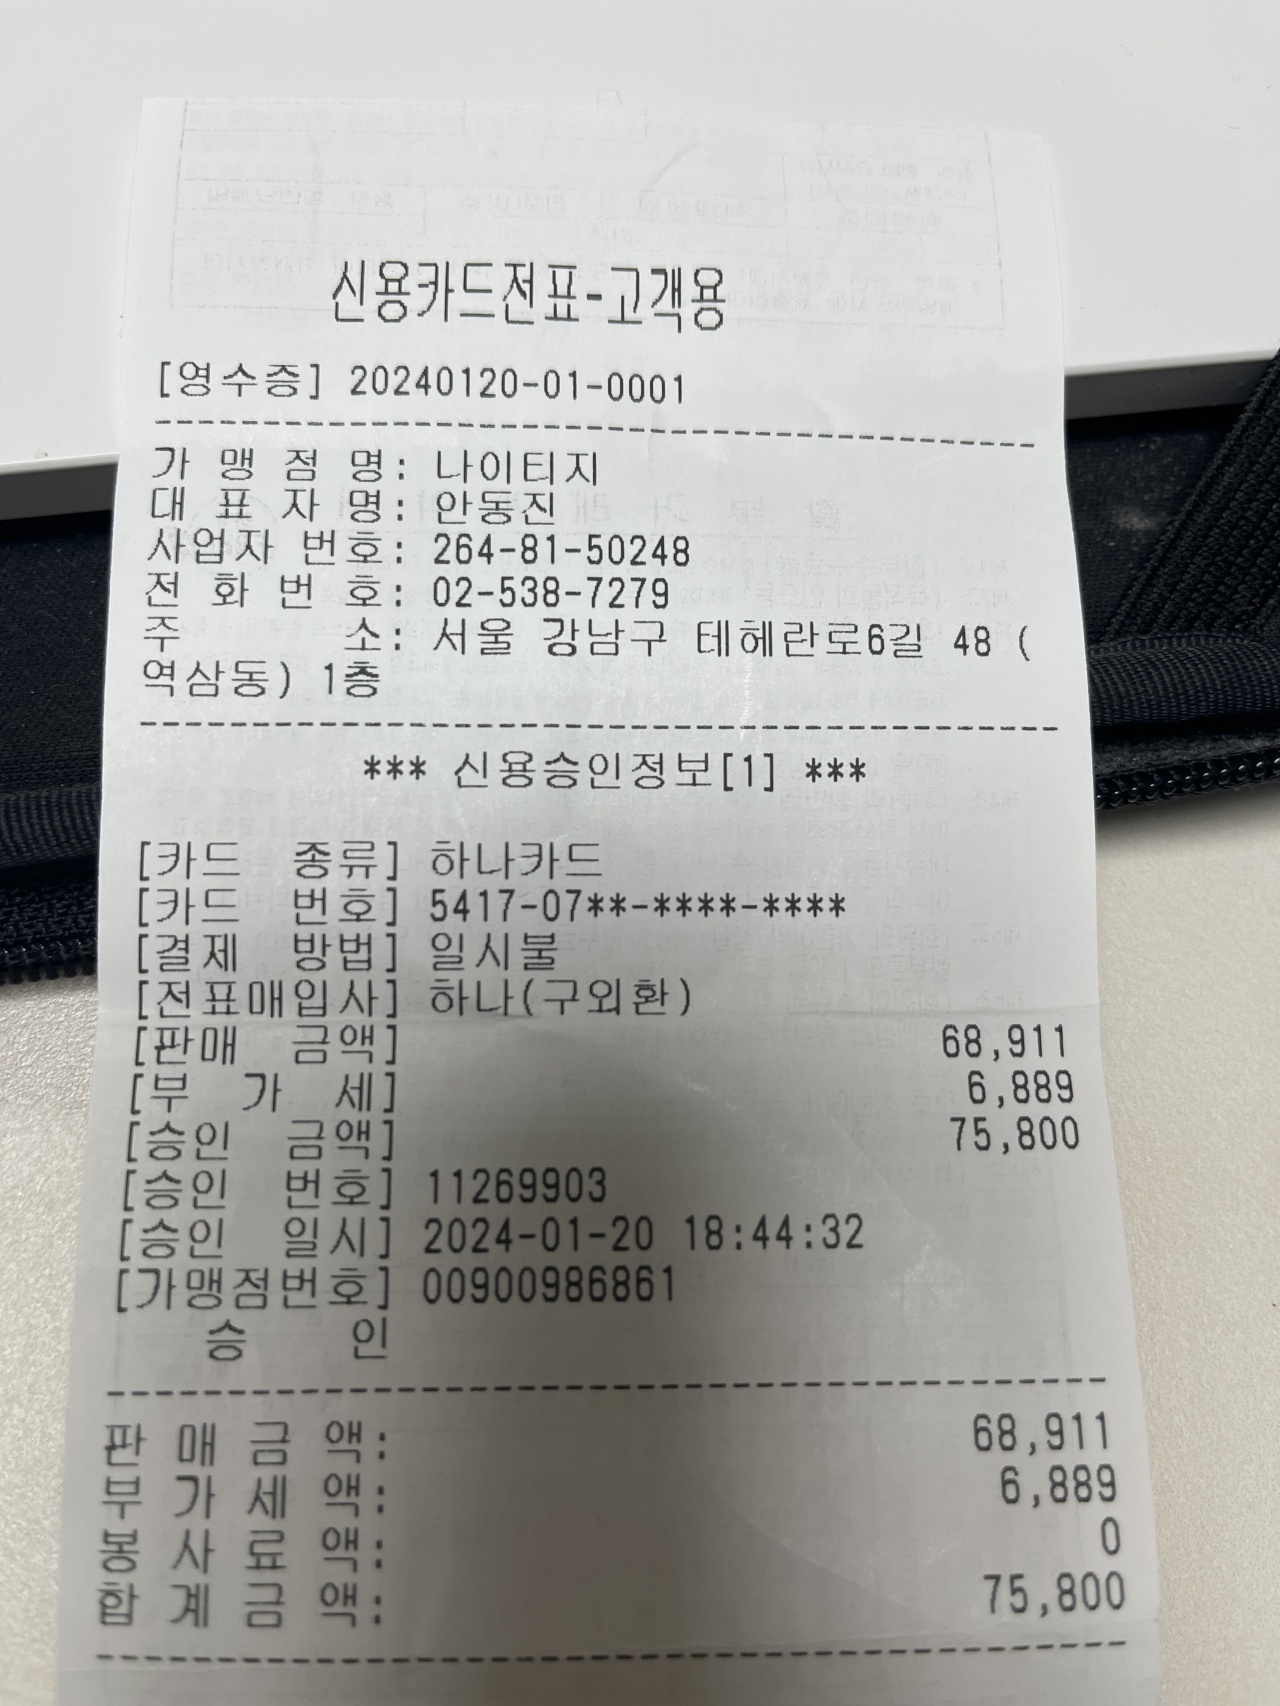 신용카드전표-고객용
[영수증] 20240120-01-0001
가 맹 점 명: 나이티지
대 표 자 명: 안동진
사업자 번호: 264-81-50248
전 화 번 호: 02-538-7279
주 소: 서울 강남구 테헤란로6길 48 (
역삼동) 1층
*** 신용승인정보[1] ***
[카드 종류] 하나카드
[카드 번호] 5417-07**-****-****
[결제 방법] 일시불
[전표매입사] 하나(구외환)
[판매 금액] 68,911
[부 가 세] 6,889
[승인 금액] 75,800
[승인 번호] 11269903
[승인 일시] 2024-01-20 18:44:32
[가맹점번호] 00900986861
승 인
판 매 금 액: 68,911
부 가 세 액: 6,889
봉 사 료 액: 0
합 계 금 액: 75,800